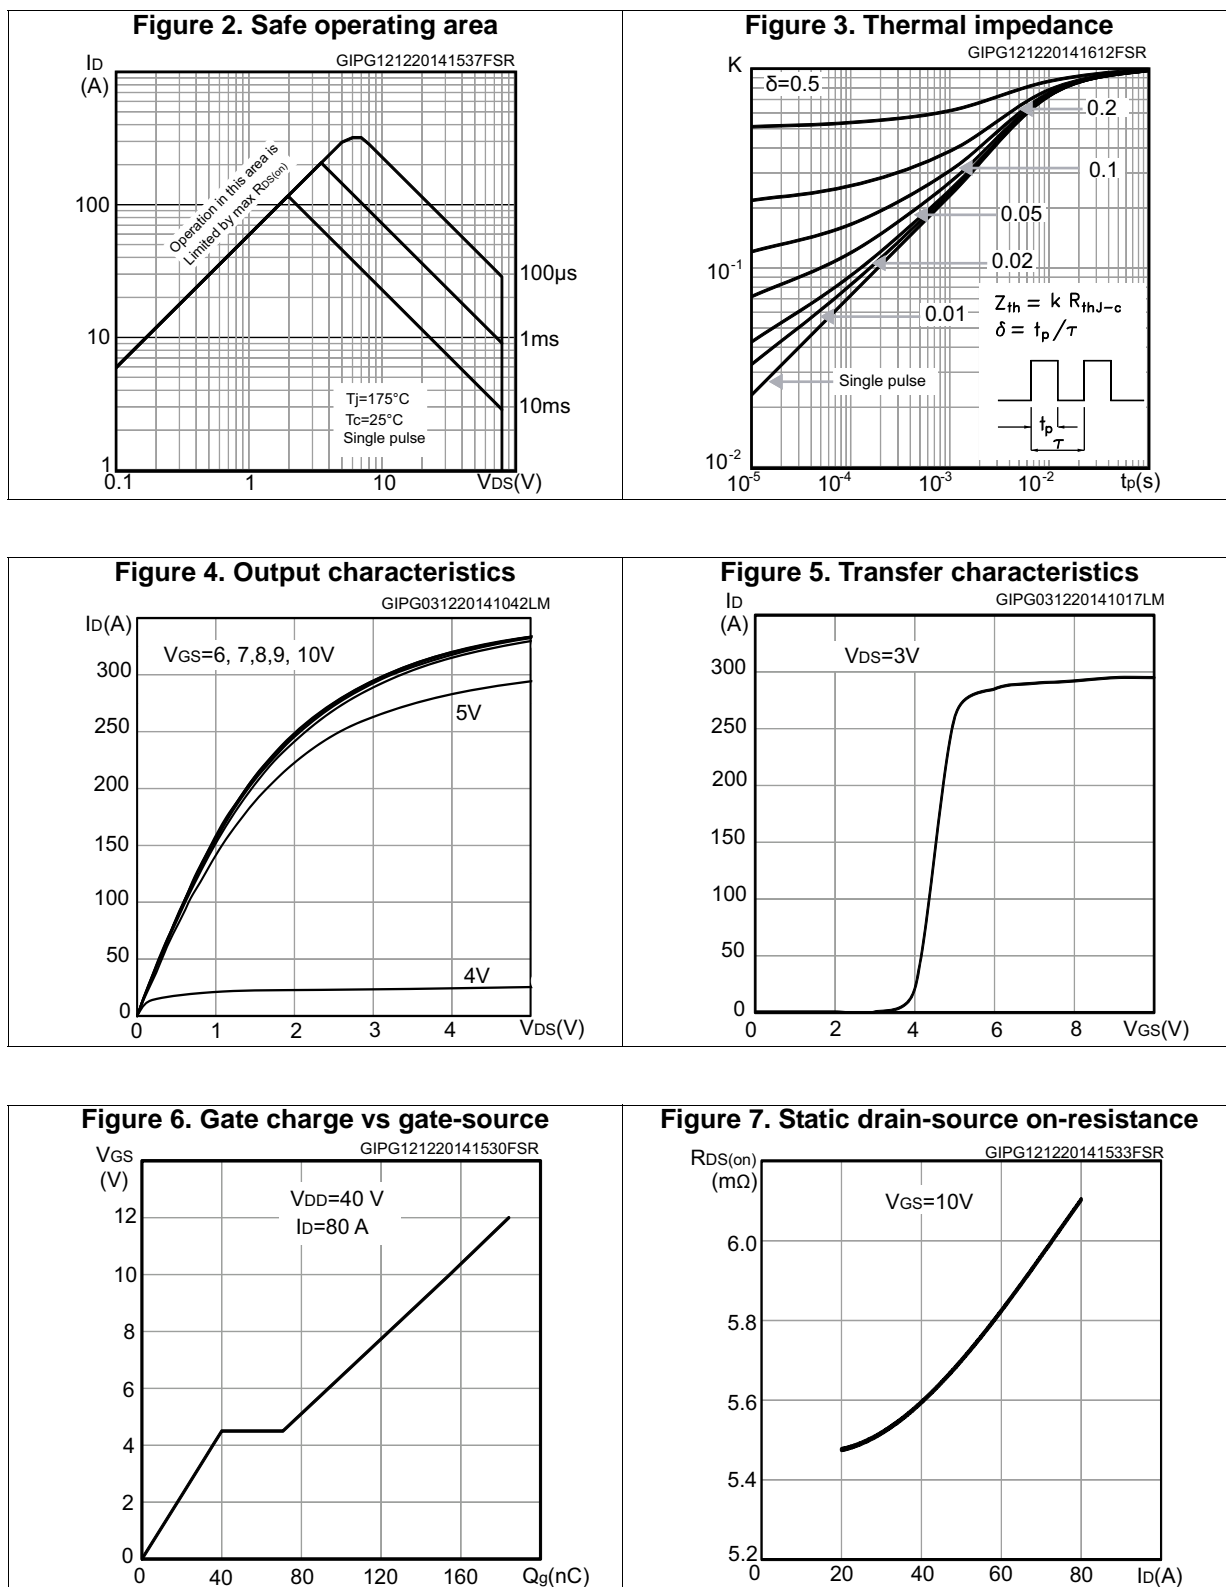 Figure 2. Safe operating area
GIPG121220141537FSR
ID
(A)
Operation in this area is
Limited by max RDS(on)
100
10
1
0.1
1
10
VDS(V)
100µs
1ms
10ms
Tj=175°C
Tc=25°C
Single pulse
Figure 3. Thermal impedance
GIPG121220141612FSR
K
δ=0.5
0.2
0.1
0.05
0.02
0.01
Single pulse
Zth = k RthJ-c
δ = tp/τ
tp
τ
10-1
10-2
10-5
10-4
10-3
10-2
tp(s)
Figure 4. Output characteristics
GIPG031220141042LM
ID(A)
VGS=6, 7,8,9, 10V
5V
4V
300
250
200
150
100
50
0
0
1
2
3
4
VDS(V)
Figure 5. Transfer characteristics
GIPG031220141017LM
ID
(A)
VDS=3V
300
250
200
150
100
50
0
0
2
4
6
8
VGS(V)
Figure 6. Gate charge vs gate-source
GIPG121220141530FSR
VGS
(V)
VDD=40 V
ID=80 A
12
10
8
6
4
2
0
0
40
80
120
160
Qg(nC)
Figure 7. Static drain-source on-resistance
GIPG121220141533FSR
RDS(on)
(mΩ)
VGS=10V
6.0
5.8
5.6
5.4
5.2
0
20
40
60
80
ID(A)